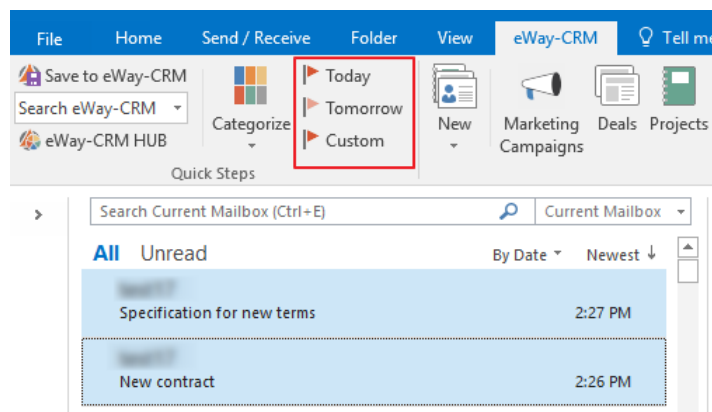 File Home Send / Receive Folder View eWay-CRM Tell me
Save to eWay-CRM
Search eWay-CRM
eWay-CRM HUB
Categorize
Today
Tomorrow
Custom
Quick Steps
New
Marketing
Campaigns
Deals
Projects
Search Current Mailbox (Ctrl+E) Current Mailbox
All Unread By Date Newest
Specification for new terms 2:27 PM
New contract 2:26 PM